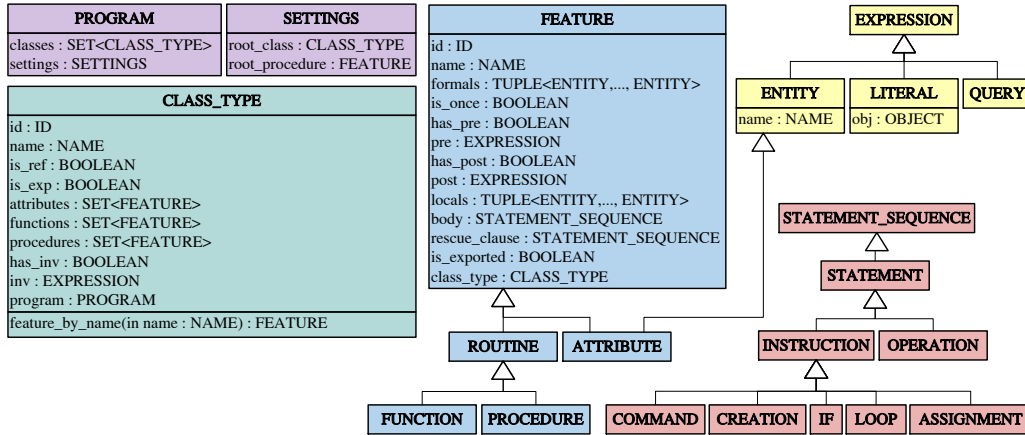 PROGRAM
classes : SET<CLASS_TYPE>
settings : SETTINGS
SETTINGS
root_class : CLASS_TYPE
root_procedure : FEATURE
CLASS_TYPE
id : ID
name : NAME
is_ref : BOOLEAN
is_exp : BOOLEAN
attributes : SET<FEATURE>
functions : SET<FEATURE>
procedures : SET<FEATURE>
has_inv : BOOLEAN
inv : EXPRESSION
program : PROGRAM
feature_by_name(in name : NAME) : FEATURE
FEATURE
id : ID
name : NAME
formals : TUPLE<ENTITY,..., ENTITY>
is_once : BOOLEAN
has_pre : BOOLEAN
pre : EXPRESSION
has_post : BOOLEAN
post : EXPRESSION
locals : TUPLE<ENTITY,..., ENTITY>
body : STATEMENT_SEQUENCE
rescue_clause : STATEMENT_SEQUENCE
is_exported : BOOLEAN
class_type : CLASS_TYPE
ROUTINE
ATTRIBUTE
FUNCTION
PROCEDURE
EXPRESSION
ENTITY
name : NAME
LITERAL
obj : OBJECT
QUERY
STATEMENT_SEQUENCE
STATEMENT
INSTRUCTION
OPERATION
COMMAND
CREATION
IF
LOOP
ASSIGNMENT